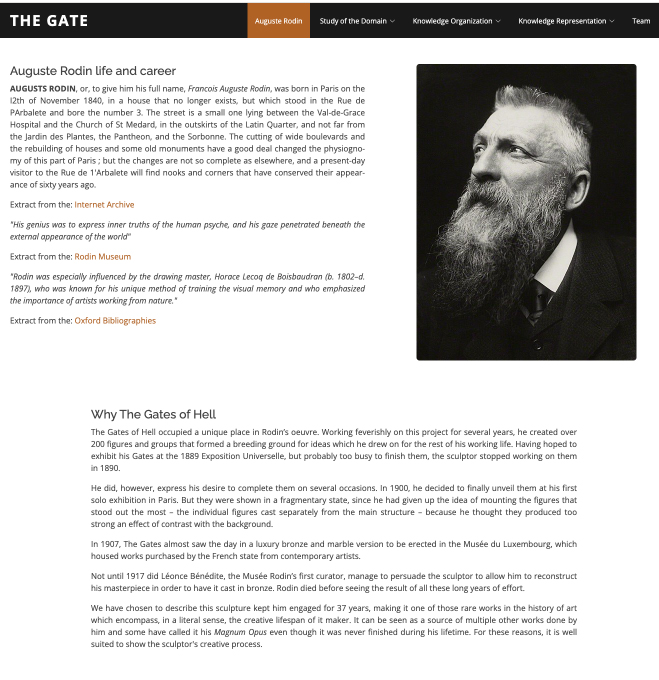 THE GATE
Auguste Rodin
Study of the Domain
Knowledge Organization
Knowledge Representation
Team
Auguste Rodin life and career
AUGUSTS RODIN, or, to give him his full name, Francois Auguste Rodin, was born in Paris on the
l2th of November 1840, in a house that no longer exists, but which stood in the Rue de
PArbalete and bore the number 3. The street is a small one lying between the Val-de-Grace
Hospital and the Church of St Medard, in the outskirts of the Latin Quarter, and not far from
the Jardin des Plantes, the Pantheon, and the Sorbonne. The cutting of wide boulevards and
the rebuilding of houses and some old monuments have a good deal changed the physiogno-
my of this part of Paris ; but the changes are not so complete as elsewhere, and a present-day
visitor to the Rue de 1'Arbalete will find nooks and corners that have conserved their appear-
ance of sixty years ago.
Extract from the: Internet Archive
"His genius was to express inner truths of the human psyche, and his gaze penetrated beneath the
external appearance of the world"
Extract from the: Rodin Museum
"Rodin was especially influenced by the drawing master, Horace Lecoq de Boisbaudran (b. 1802–d.
1897), who was known for his unique method of training the visual memory and who emphasized
the importance of artists working from nature."
Extract from the: Oxford Bibliographies
Why The Gates of Hell
The Gates of Hell occupied a unique place in Rodin's oeuvre. Working feverishly on this project for several years, he created over
200 figures and groups that formed a breeding ground for ideas which he drew on for the rest of his working life. Having hoped to
exhibit his Gates at the 1889 Exposition Universelle, but probably too busy to finish them, the sculptor stopped working on them
in 1890.
He did, however, express his desire to complete them on several occasions. In 1900, he decided to finally unveil them at his first
solo exhibition in Paris. But they were shown in a fragmentary state, since he had given up the idea of mounting the figures that
stood out the most – the individual figures cast separately from the main structure – because he thought they produced too
strong an effect of contrast with the background.
In 1907, The Gates almost saw the day in a luxury bronze and marble version to be erected in the Musée du Luxembourg, which
housed works purchased by the French state from contemporary artists.
Not until 1917 did Léonce Bénédite, the Musée Rodin's first curator, manage to persuade the sculptor to allow him to reconstruct
his masterpiece in order to have it cast in bronze. Rodin died before seeing the result of all these long years of effort.
We have chosen to describe this sculpture kept him engaged for 37 years, making it one of those rare works in the history of art
which encompass, in a literal sense, the creative lifespan of it maker. It can be seen as a source of multiple other works done by
him and some have called it his Magnum Opus even though it was never finished during his lifetime. For these reasons, it is well
suited to show the sculptor's creative process.